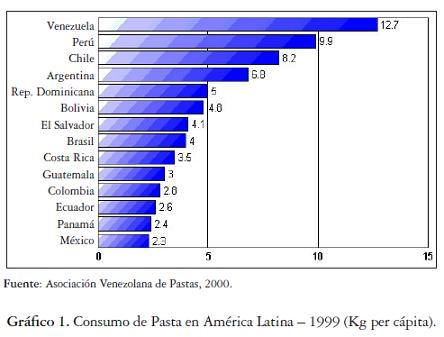 Venezuela 12.7
Perú 9.9
Chile 8.2
Argentina 6.8
Rep. Dominicana 5
Bolivia 4.8
El Salvador 4.1
Brasil 4
Costa Rica 3.5
Guatemala 3
Colombia 2.8
Ecuador 2.6
Panamá 2.4
México 2.3
0 5 10 15
Fuente: Asociación Venezolana de Pastas, 2000.
Gráfico 1. Consumo de Pasta en América Latina – 1999 (Kg per cápita).